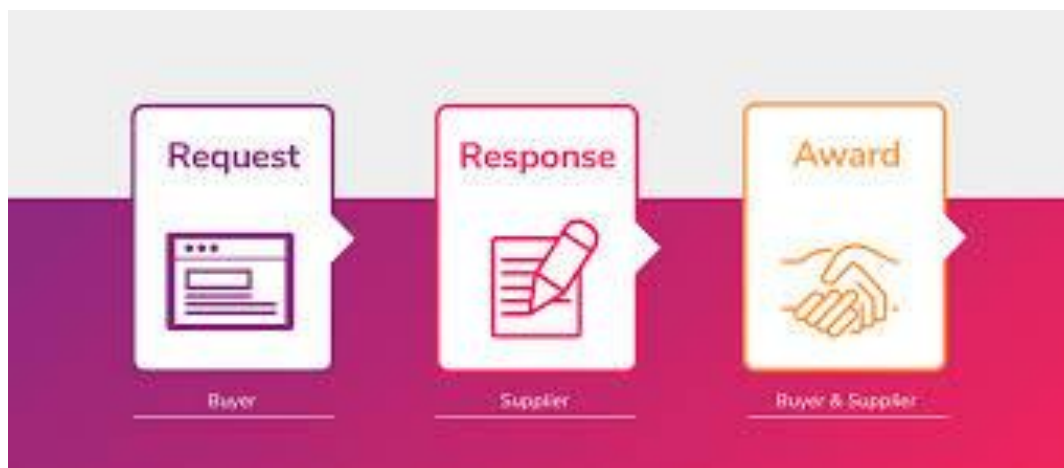 Request
Response
Award
Buyer
Supplier
Buyer & Supplier